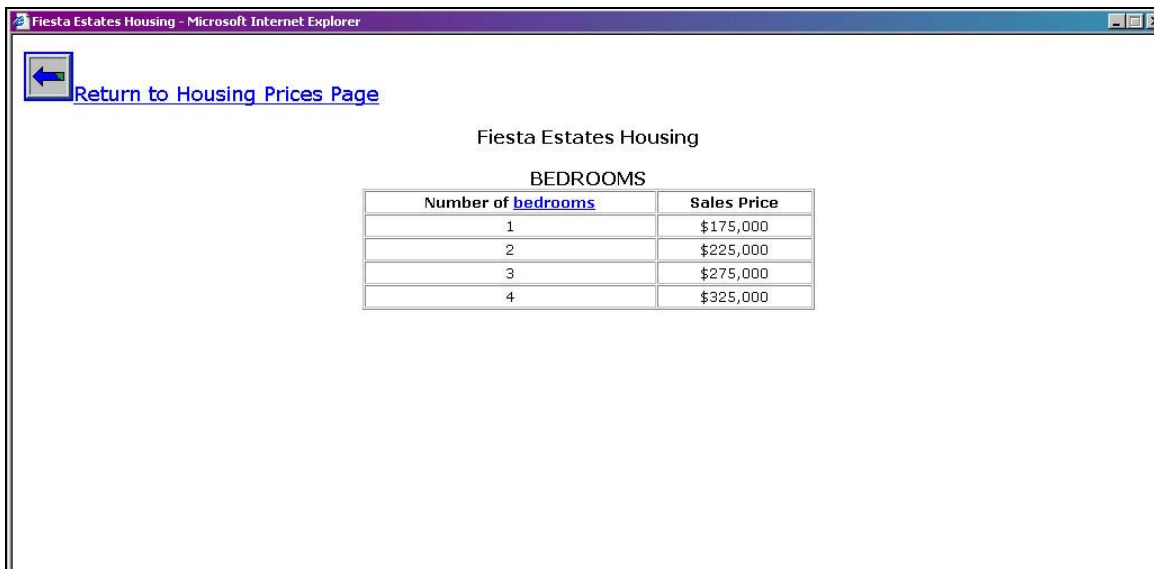 Fiesta Estates Housing - Microsoft Internet Explorer
Return to Housing Prices Page
Fiesta Estates Housing
BEDROOMS
Number of bedrooms Sales Price
1 $175,000
2 $225,000
3 $275,000
4 $325,000